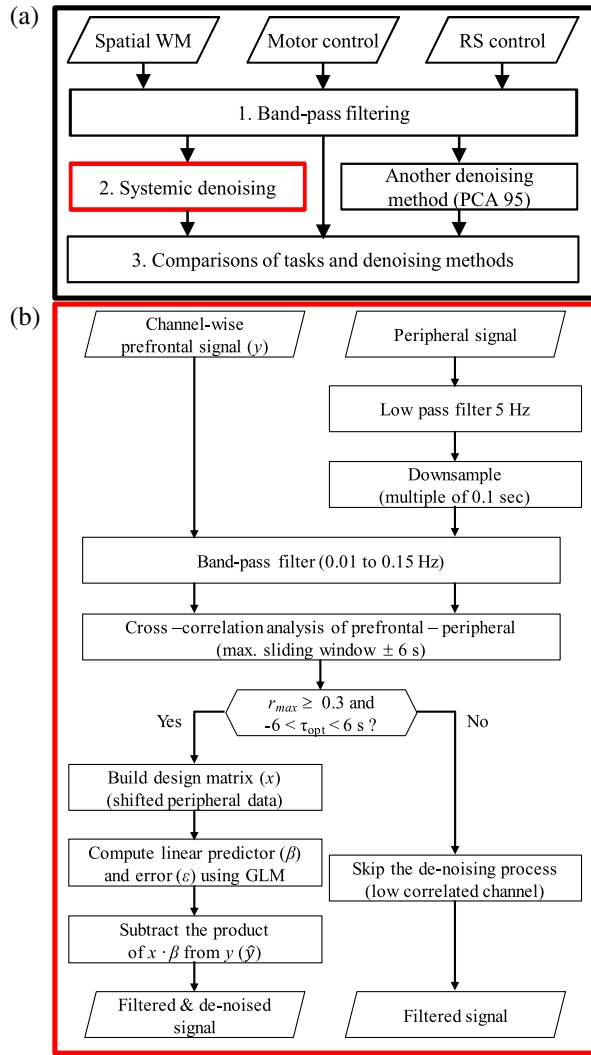 (a)
Spatial WM
Motor control
RS control
1. Band-pass filtering
2. Systemic denoising
Another denoising
method (PCA 95)
3. Comparisons of tasks and denoising methods
(b)
Channel-wise
prefrontal signal (y)
Peripheral signal
Low pass filter 5 Hz
Downsample
(multiple of 0.1 sec)
Band-pass filter (0.01 to 0.15 Hz)
Cross –correlation analysis of prefrontal – peripheral
(max. sliding window ± 6 s)
r_max ≥ 0.3 and
-6 < τ_opt < 6 s ?
Yes
No
Build design matrix (x)
(shifted peripheral data)
Compute linear predictor (β)
and error (ε) using GLM
Subtract the product
of x · β from y (ŷ)
Filtered & de-noised
signal
Skip the de-noising process
(low correlated channel)
Filtered signal